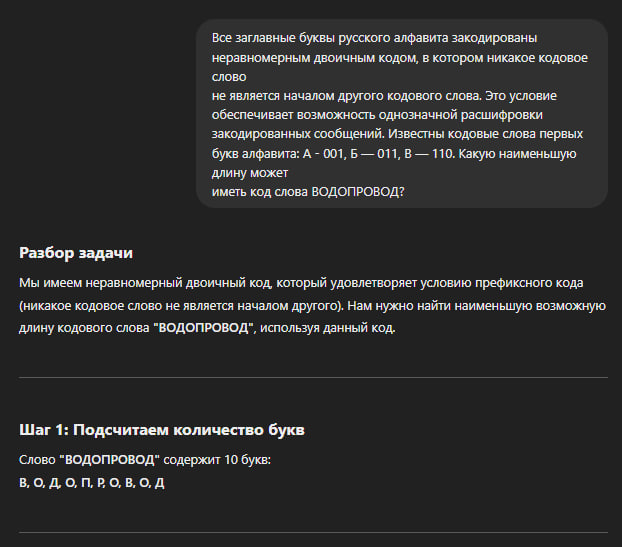 Все заглавные буквы русского алфавита закодированы
неравномерным двоичным кодом, в котором никакое кодовое
слово
не является началом другого кодового слова. Это условие
обеспечивает возможность однозначной расшифровки
закодированных сообщений. Известны кодовые слова первых
букв алфавита: А - 001, Б — 011, В — 110. Какую наименьшую
длину может
иметь код слова ВОДОПРОВОД?
Разбор задачи
Мы имеем неравномерный двоичный код, который удовлетворяет условию префиксного кода
(никакое кодовое слово не является началом другого). Нам нужно найти наименьшую возможную
длину кодового слова "ВОДОПРОВОД", используя данный код.
Шаг 1: Подсчитаем количество букв
Слово "ВОДОПРОВОД" содержит 10 букв:
В, О, Д, О, П, Р, О, В, О, Д